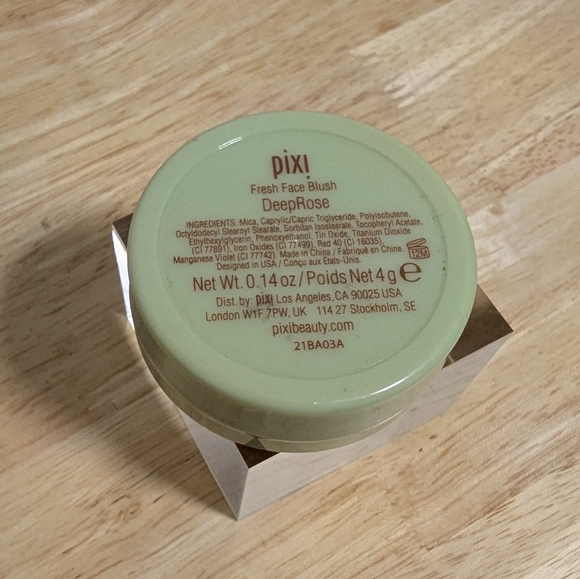 pixi
Fresh Face Blush
DeepRose
INGREDIENTS: Mica, Caprylic/Capric Triglyceride, Polyisobutene,
Octyldodecyl Stearoyl Stearate, Sorbitan Isostearate, Tocopheryl Acetate,
Ethylhexylglycerin, Phenoxyethanol, Tin Oxide, Titanium Dioxide
(CI 77891), Iron Oxides (CI 77499), Red 40 (CI 16035),
Manganese Violet (CI 77742). Made in China / Fabriqué en Chine.
Designed in USA / Conçu aux États-Unis.
12M
Net Wt. 0.14 oz / Poids Net 4 g e
Dist. by: pixi Los Angeles, CA 90025 USA
London W1F 7PW, UK 114 27 Stockholm, SE
pixibeauty.com
21BA03A